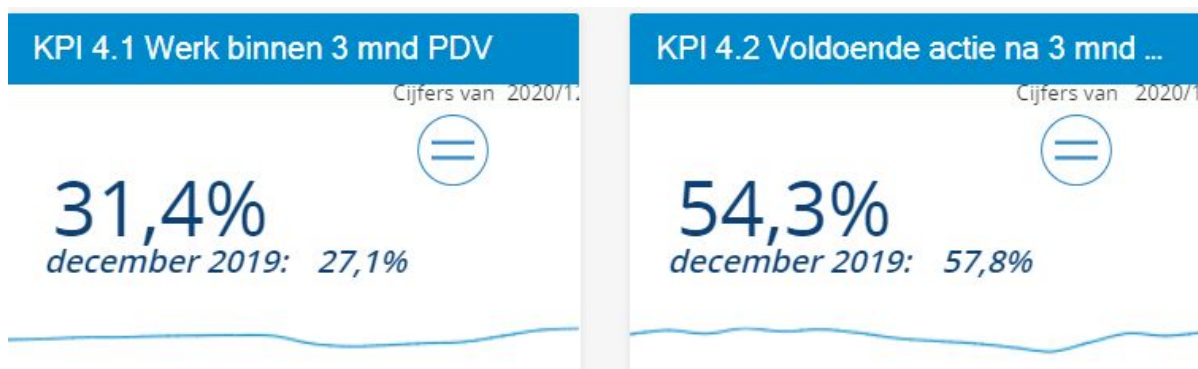 KPI 4.1 Werk binnen 3 mnd PDV
Cijfers van 2020/12
31,4%
december 2019: 27,1%
KPI 4.2 Voldoende actie na 3 mnd ...
Cijfers van 2020/1
54,3%
december 2019: 57,8%